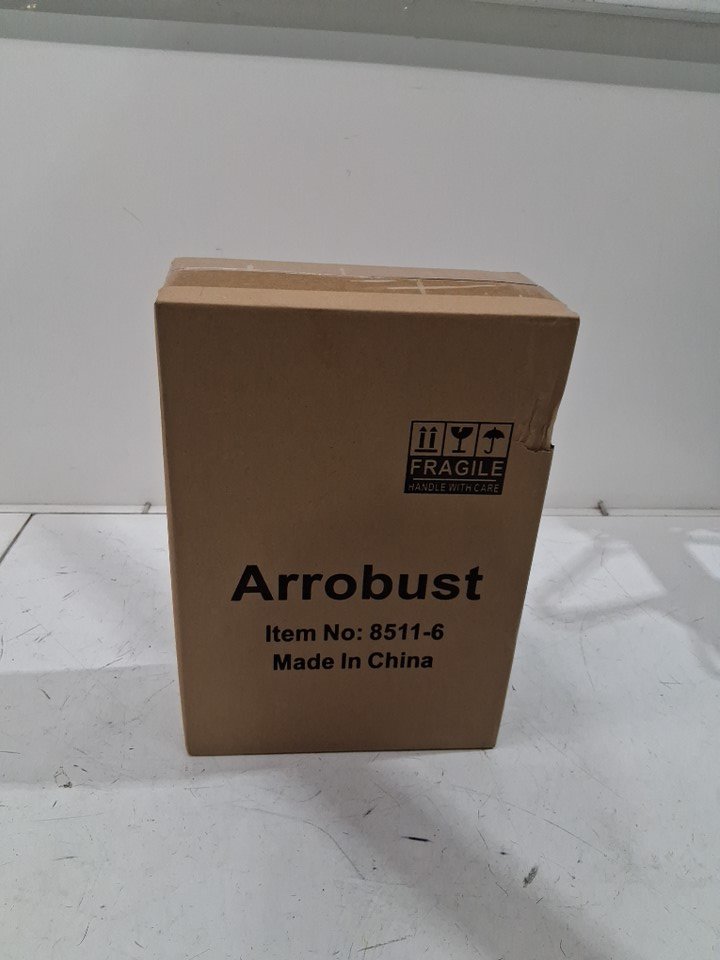 FRAGILE
HANDLE WITH CARE
Arrobust
Item No: 8511-6
Made In China